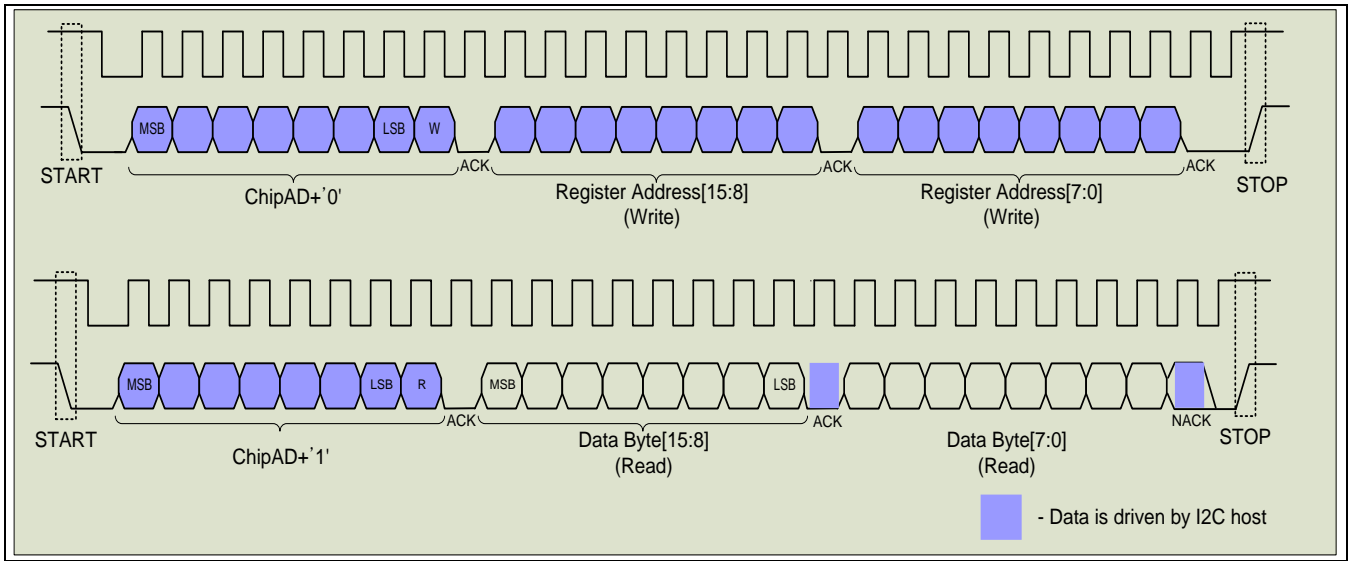 MSB
LSB
W
START
ACK
ACK
ACK
STOP
ChipAD+'0'
Register Address[15:8]
(Write)
Register Address[7:0]
(Write)
MSB
LSB
R
MSB
LSB
START
ACK
ACK
NACK
STOP
ChipAD+'1'
Data Byte[15:8]
(Read)
Data Byte[7:0]
(Read)
- Data is driven by I2C host